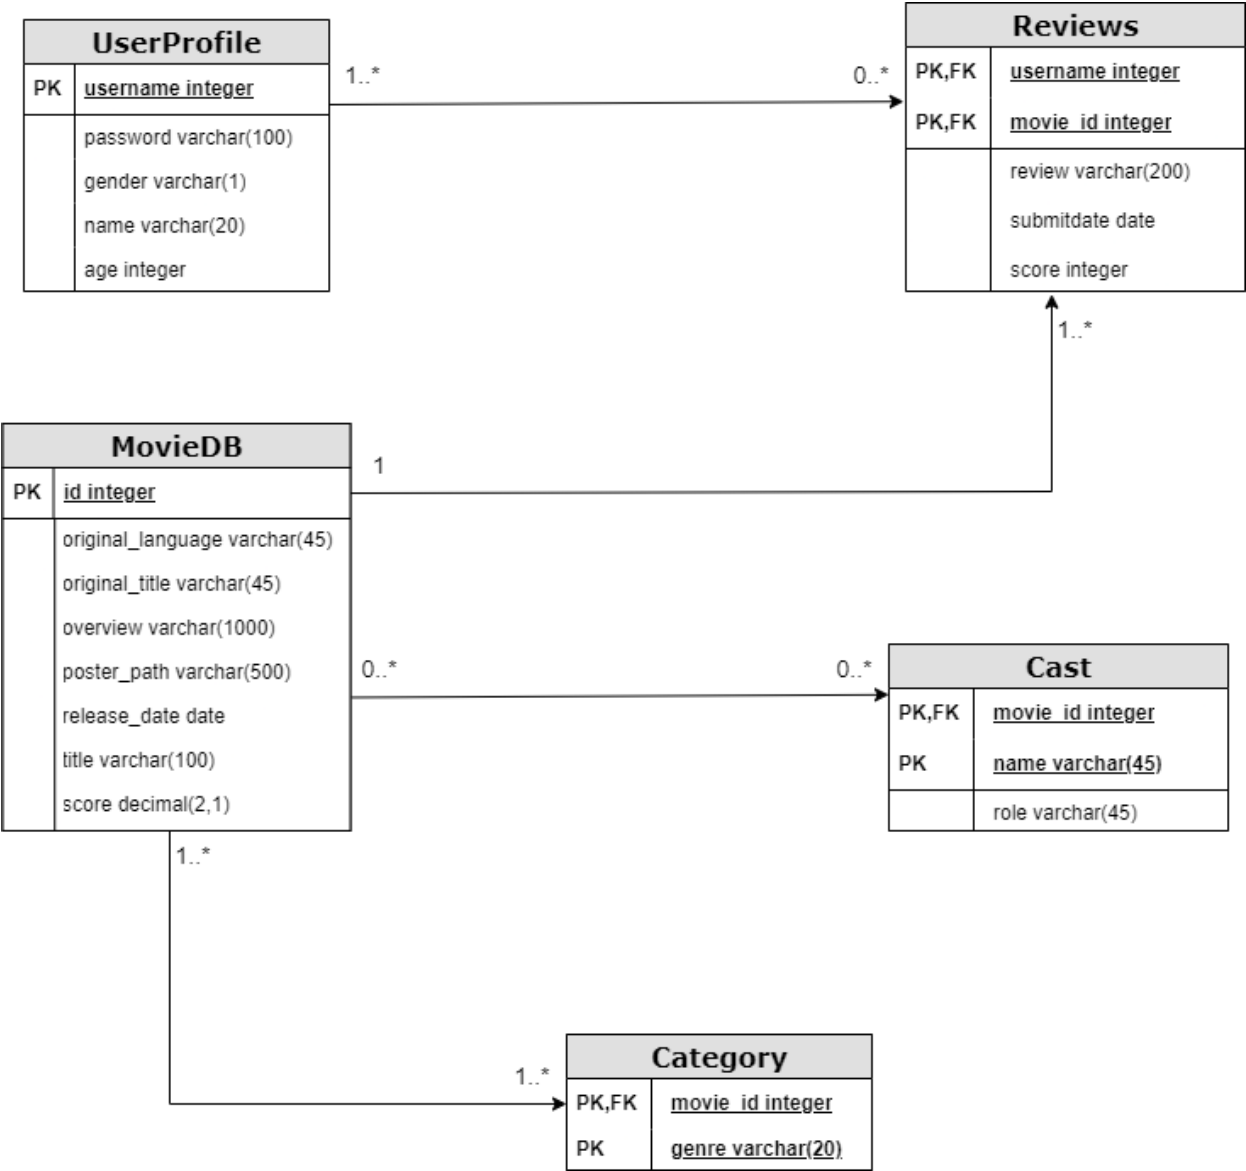 UserProfile
PK username integer
password varchar(100)
gender varchar(1)
name varchar(20)
age integer
1..*
0..*
Reviews
PK,FK username integer
PK,FK movie_id integer
review varchar(200)
submitdate date
score integer
1..*
MovieDB
PK id integer
original_language varchar(45)
original_title varchar(45)
overview varchar(1000)
poster_path varchar(500)
release_date date
title varchar(100)
score decimal(2,1)
1
0..*
0..*
Cast
PK,FK movie_id integer
PK name varchar(45)
role varchar(45)
1..*
1..*
Category
PK,FK movie_id integer
PK genre varchar(20)